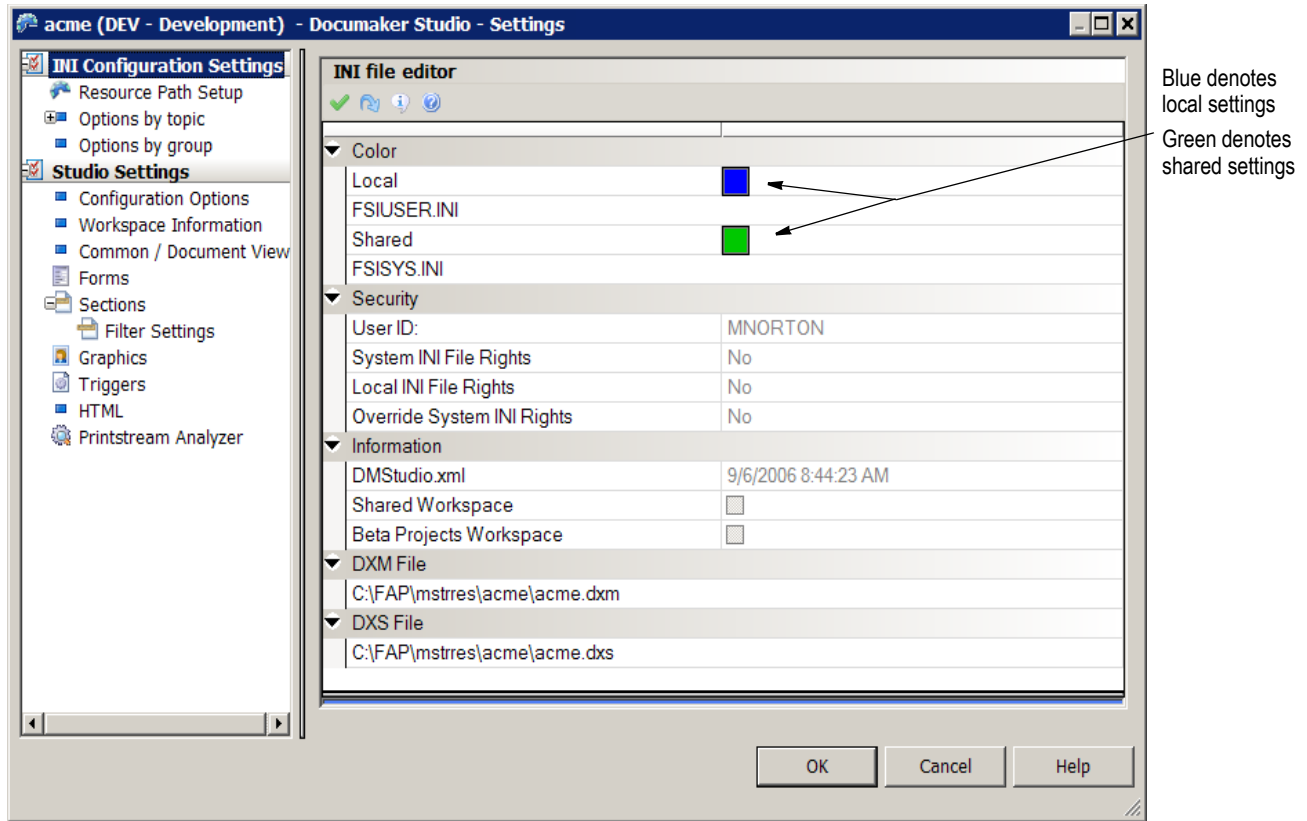 acme (DEV - Development) - Documaker Studio - Settings
INI Configuration Settings
Resource Path Setup
Options by topic
Options by group
Studio Settings
Configuration Options
Workspace Information
Common / Document View
Forms
Sections
Filter Settings
Graphics
Triggers
HTML
Printstream Analyzer
INI file editor
Color
Local
FSIUSER.INI
Shared
FSISYS.INI
Security
User ID: MNORTON
System INI File Rights No
Local INI File Rights No
Override System INI Rights No
Information
DMStudio.xml 9/6/2006 8:44:23 AM
Shared Workspace
Beta Projects Workspace
DXM File
C:\FAP\mstrres\acme\acme.dxm
DXS File
C:\FAP\mstrres\acme\acme.dxs
OK Cancel Help
Blue denotes
local settings
Green denotes
shared settings